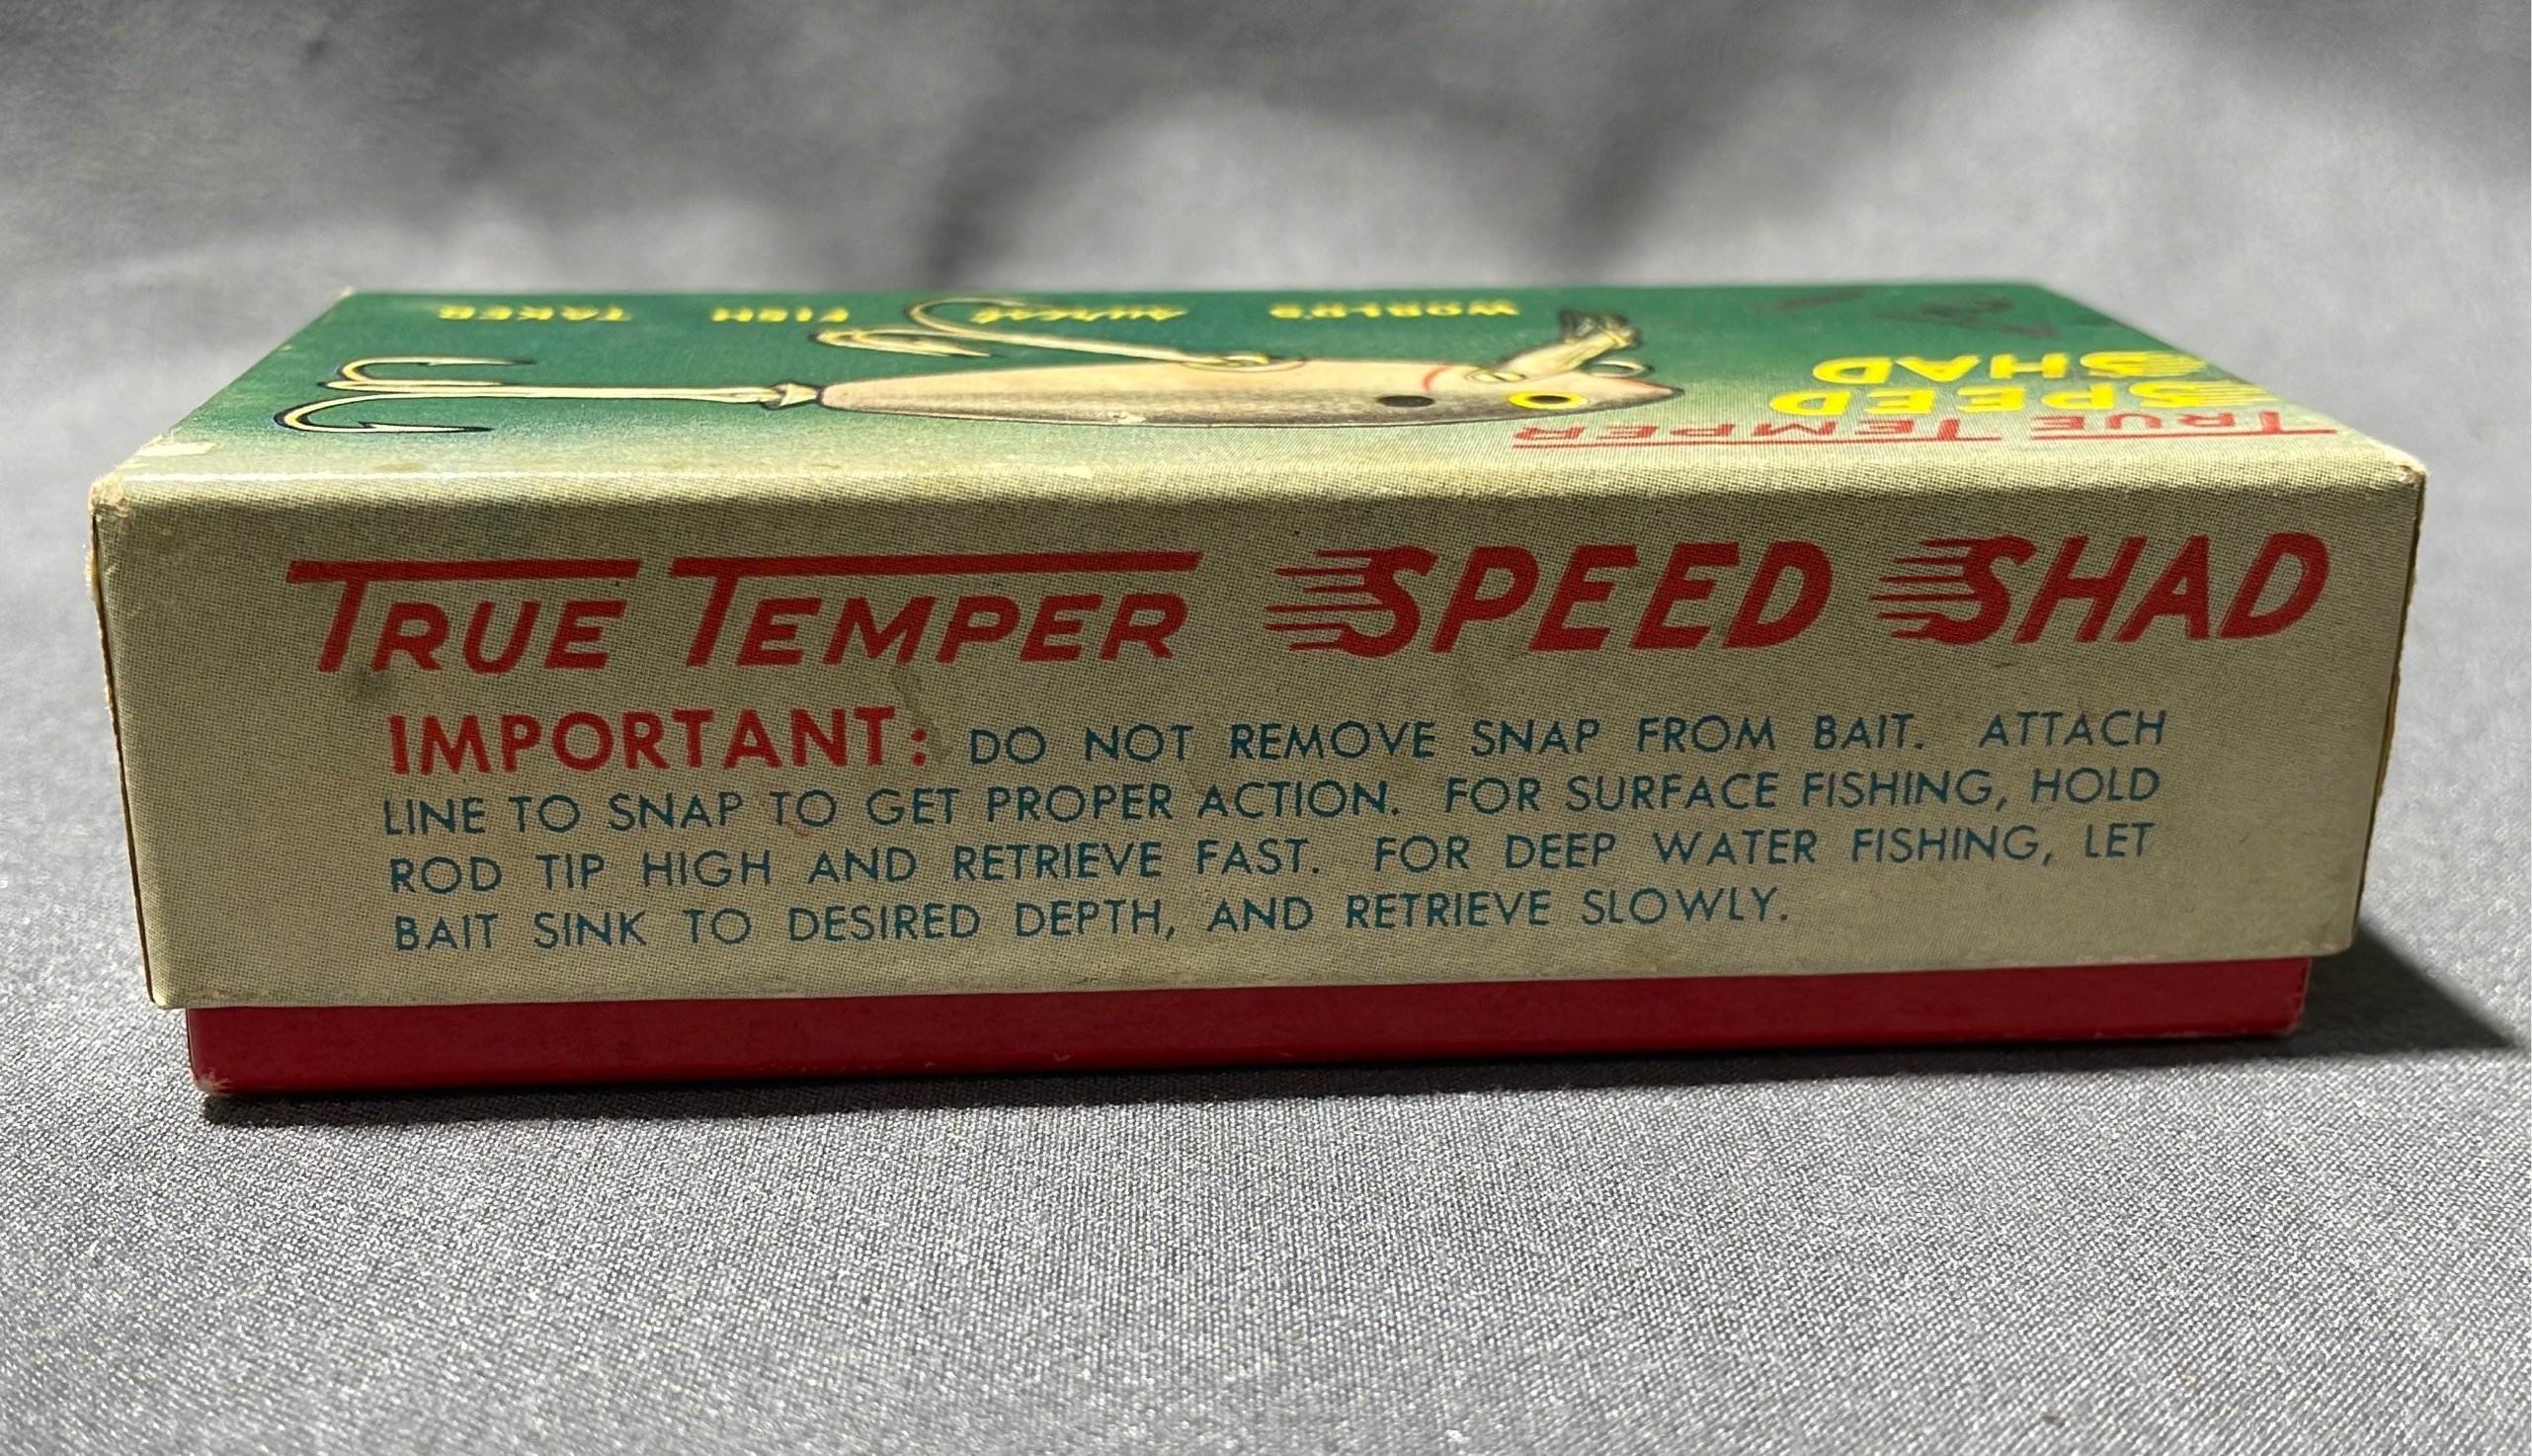 WORLD'S surest FISH TAKER
SPEED
SHAD
TRUE TEMPER
TRUE TEMPER SPEED SHAD
IMPORTANT: DO NOT REMOVE SNAP FROM BAIT. ATTACH
LINE TO SNAP TO GET PROPER ACTION. FOR SURFACE FISHING, HOLD
ROD TIP HIGH AND RETRIEVE FAST. FOR DEEP WATER FISHING, LET
BAIT SINK TO DESIRED DEPTH, AND RETRIEVE SLOWLY.